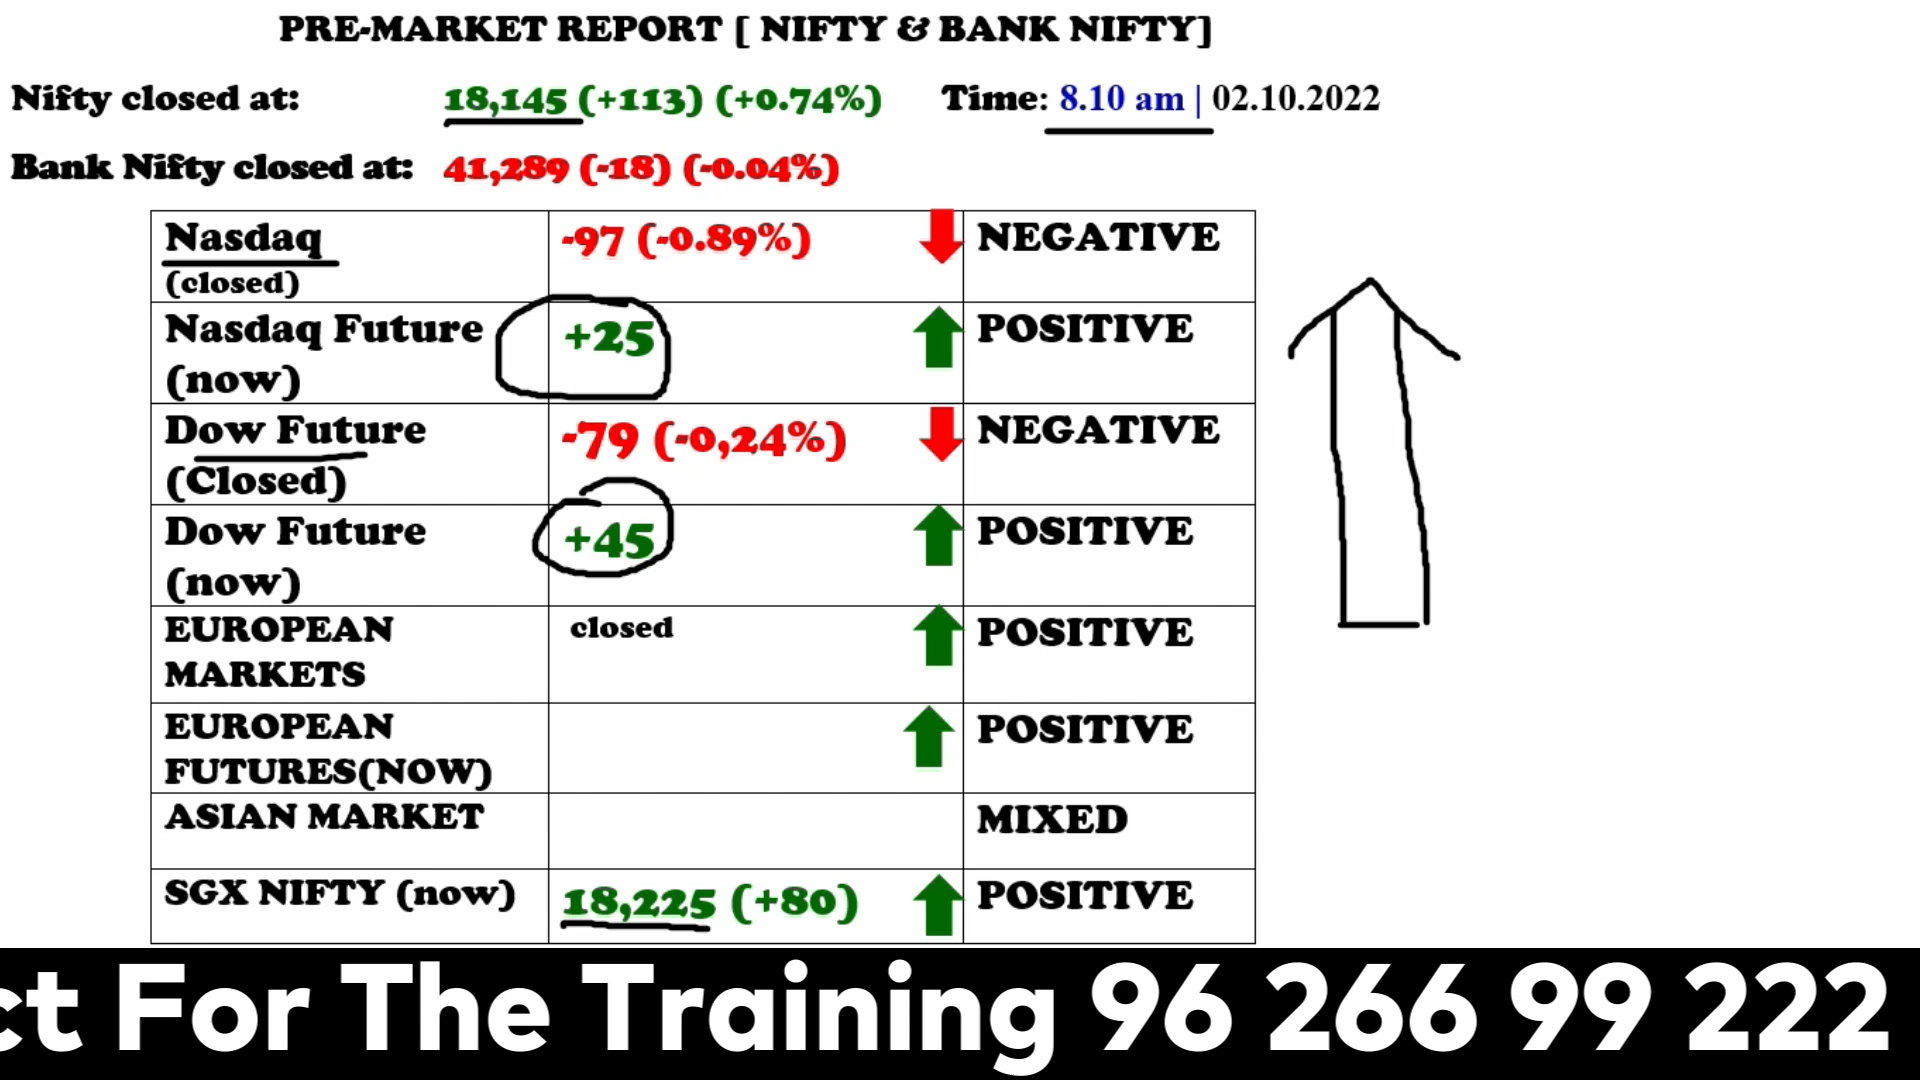 PRE-MARKET REPORT [ NIFTY & BANK NIFTY]
Nifty closed at: 18,145 (+113) (+0.74%) Time: 8.10 am | 02.10.2022
Bank Nifty closed at: 41,289 (-18) (-0.04%)
Nasdaq -97 (-0.89%) NEGATIVE
(closed)
Nasdaq Future +25 POSITIVE
(now)
Dow Future -79 (-0,24%) NEGATIVE
(Closed)
Dow Future +45 POSITIVE
(now)
EUROPEAN closed POSITIVE
MARKETS
EUROPEAN POSITIVE
FUTURES(NOW)
ASIAN MARKET MIXED
SGX NIFTY (now) 18,225 (+80) POSITIVE
ct For The Training 96 266 99 222